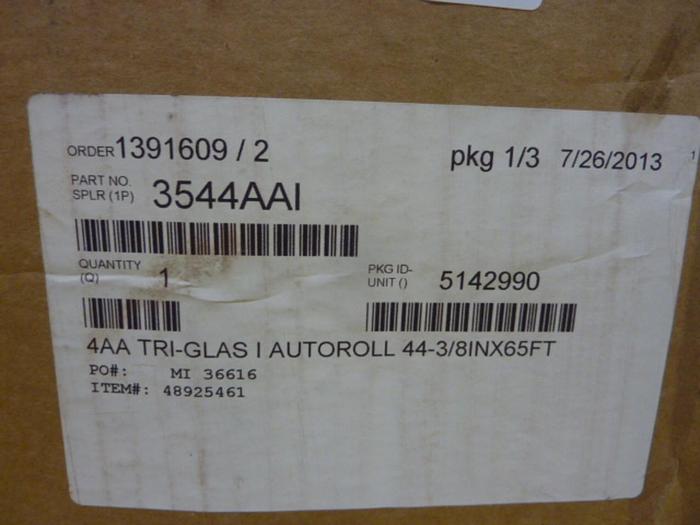 ORDER 1391609 / 2 pkg 1/3 7/26/2013 1
PART NO. SPLR (1P) 3544AAI
QUANTITY (Q) 1 PKG ID- UNIT () 5142990
4AA TRI-GLAS I AUTOROLL 44-3/8INX65FT
PO#: MI 36616
ITEM#: 48925461